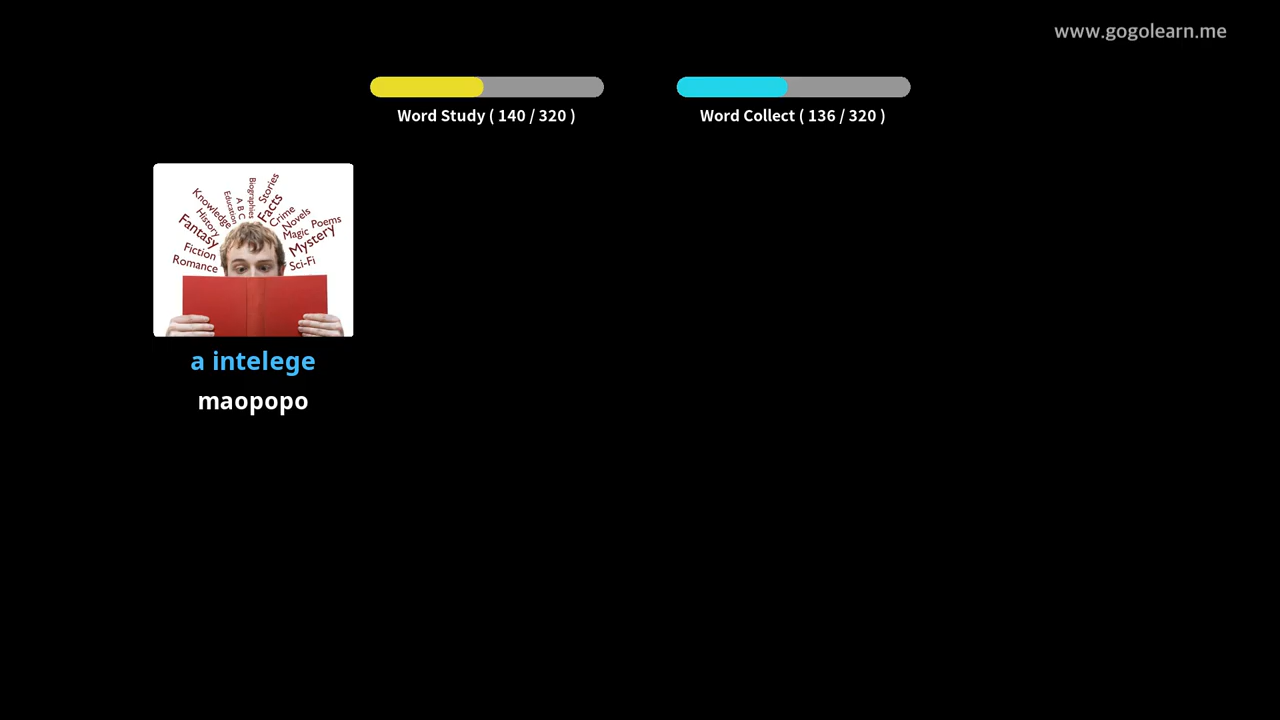 www.gogolearn.me
Word Study ( 140 / 320 )
Word Collect ( 136 / 320 )
Knowledge
History
Fantasy
Fiction
Romance
Education
A B C
Biographies
Stories
Facts
Crime
Novels
Magic
Poems
Mystery
Sci-Fi
a intelege
maopopo